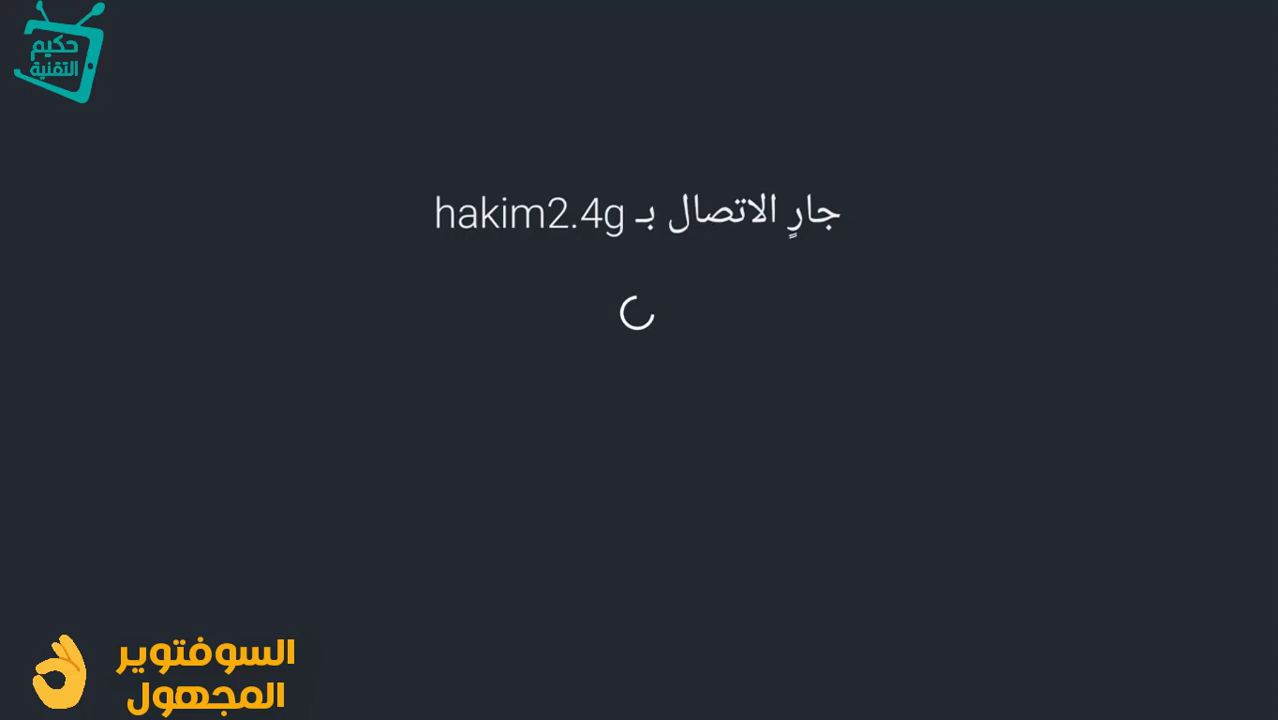 حكيم
التقنية
جارٍ الاتصال بـ hakim2.4g
السوفتوير
المجهول